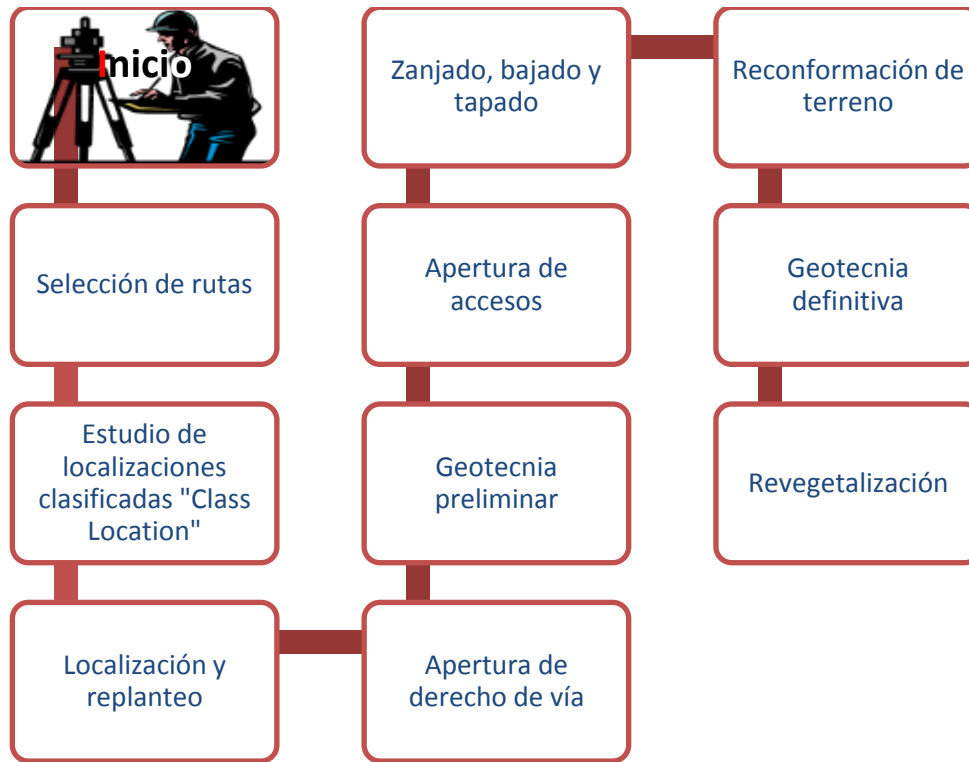 Inicio
Selección de rutas
Estudio de
localizaciones
clasificadas "Class
Location"
Localización y
replanteo
Apertura de
derecho de vía
Geotecnia
preliminar
Apertura de
accesos
Zanjado, bajado y
tapado
Reconformación de
terreno
Geotecnia
definitiva
Revegetalización